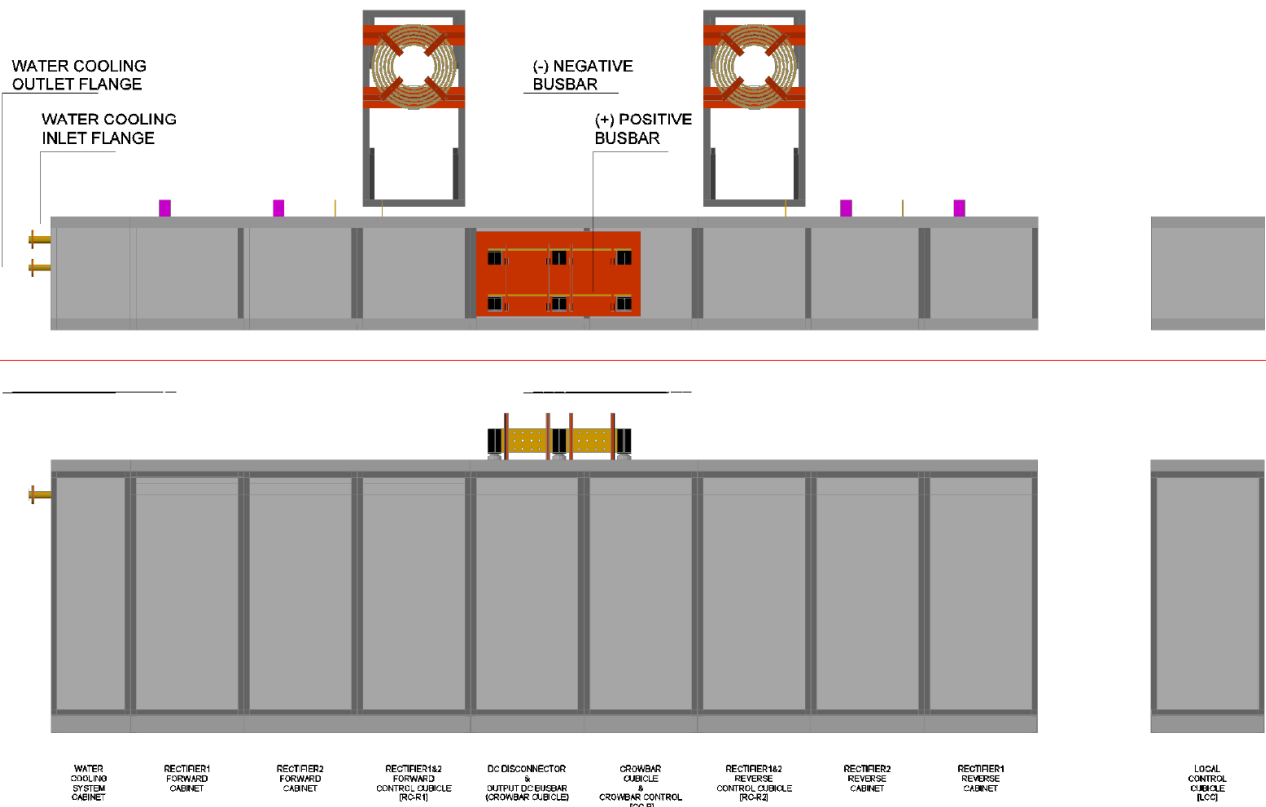 WATER COOLING
OUTLET FLANGE
WATER COOLING
INLET FLANGE
(-) NEGATIVE
BUSBAR
(+) POSITIVE
BUSBAR
WATER
COOLING
SYSTEM
CABINET
RECTIFIER1
FORWARD
CABINET
RECTIFIER2
FORWARD
CABINET
RECTIFIER1&2
FORWARD
CONTROL CUBICLE
[RC-R1]
DC DISCONNECTOR
&
OUTPUT DC BUSBAR
(CROWBAR CUBICLE)
CROWBAR
CUBICLE
&
CROWBAR CONTROL
RECTIFIER1&2
REVERSE
CONTROL CUBICLE
[RC-R2]
RECTIFIER2
REVERSE
CABINET
RECTIFIER1
REVERSE
CABINET
LOCAL
CONTROL
CUBICLE
[LCC]